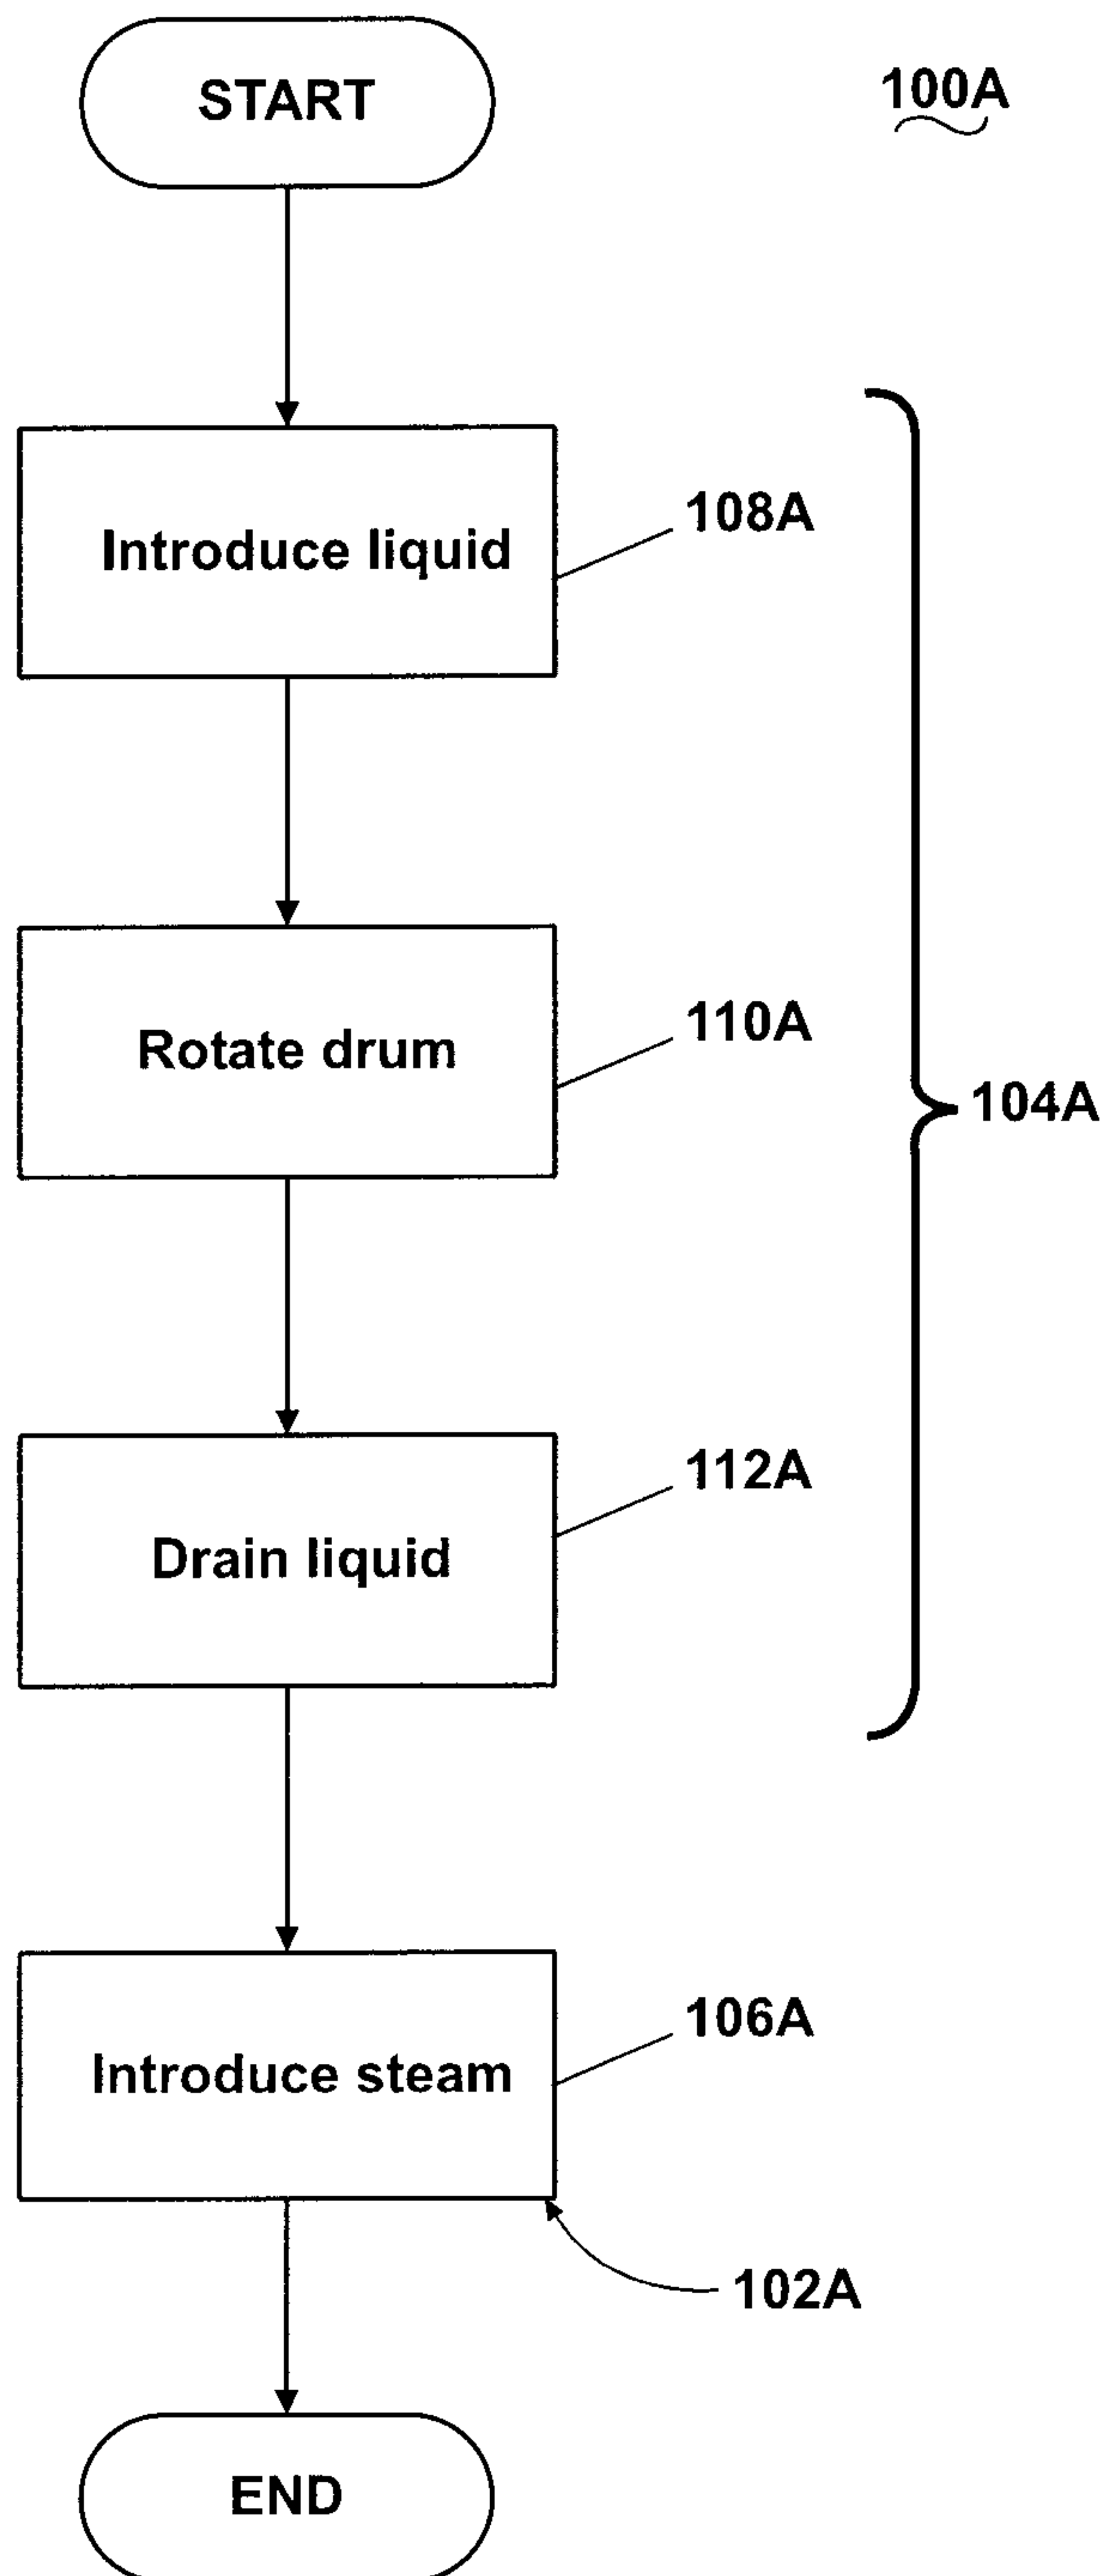 START
100A
Introduce liquid
108A
Rotate drum
110A
104A
Drain liquid
112A
Introduce steam
106A
102A
END